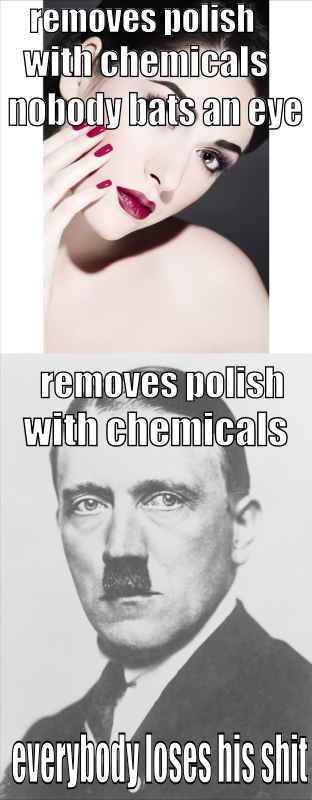 removes polish
with chemicals
nobody bats an eye
removes polish
with chemicals
everybody loses his shit